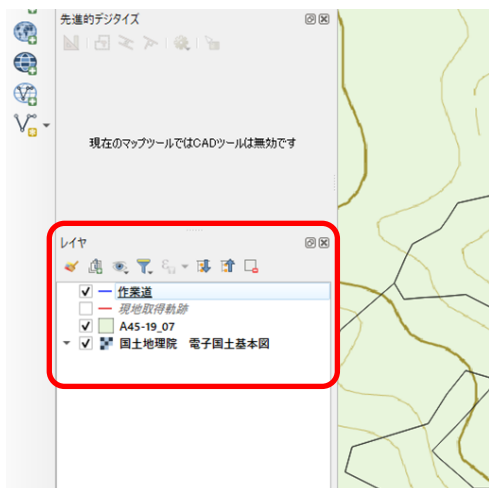 先進的デジタイズ
現在のマップツールではCADツールは無効です
レイヤ
作業道
現地取得軌跡
A45-19_07
国土地理院 電子国土基本図